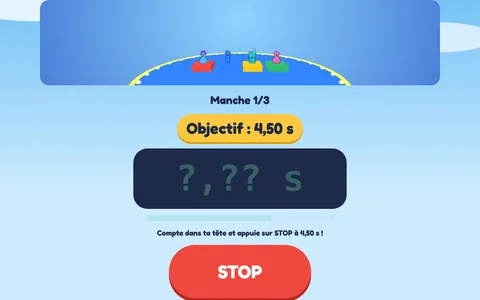 Manche 1/3
Objectif : 4,50 s
?,?? s
Compte dans ta tête et appuie sur STOP à 4,50 s !
STOP